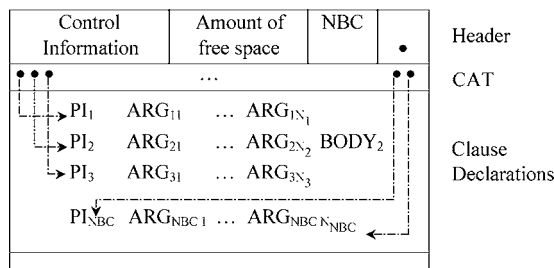 Control Information Amount of free space NBC Header
... CAT
PI1 ARG11 ... ARG1N1
PI2 ARG21 ... ARG2N2 BODY2 Clause Declarations
PI3 ARG31 ... ARG3N3
PINBC ARGNBC 1 ... ARGNBC NNBC